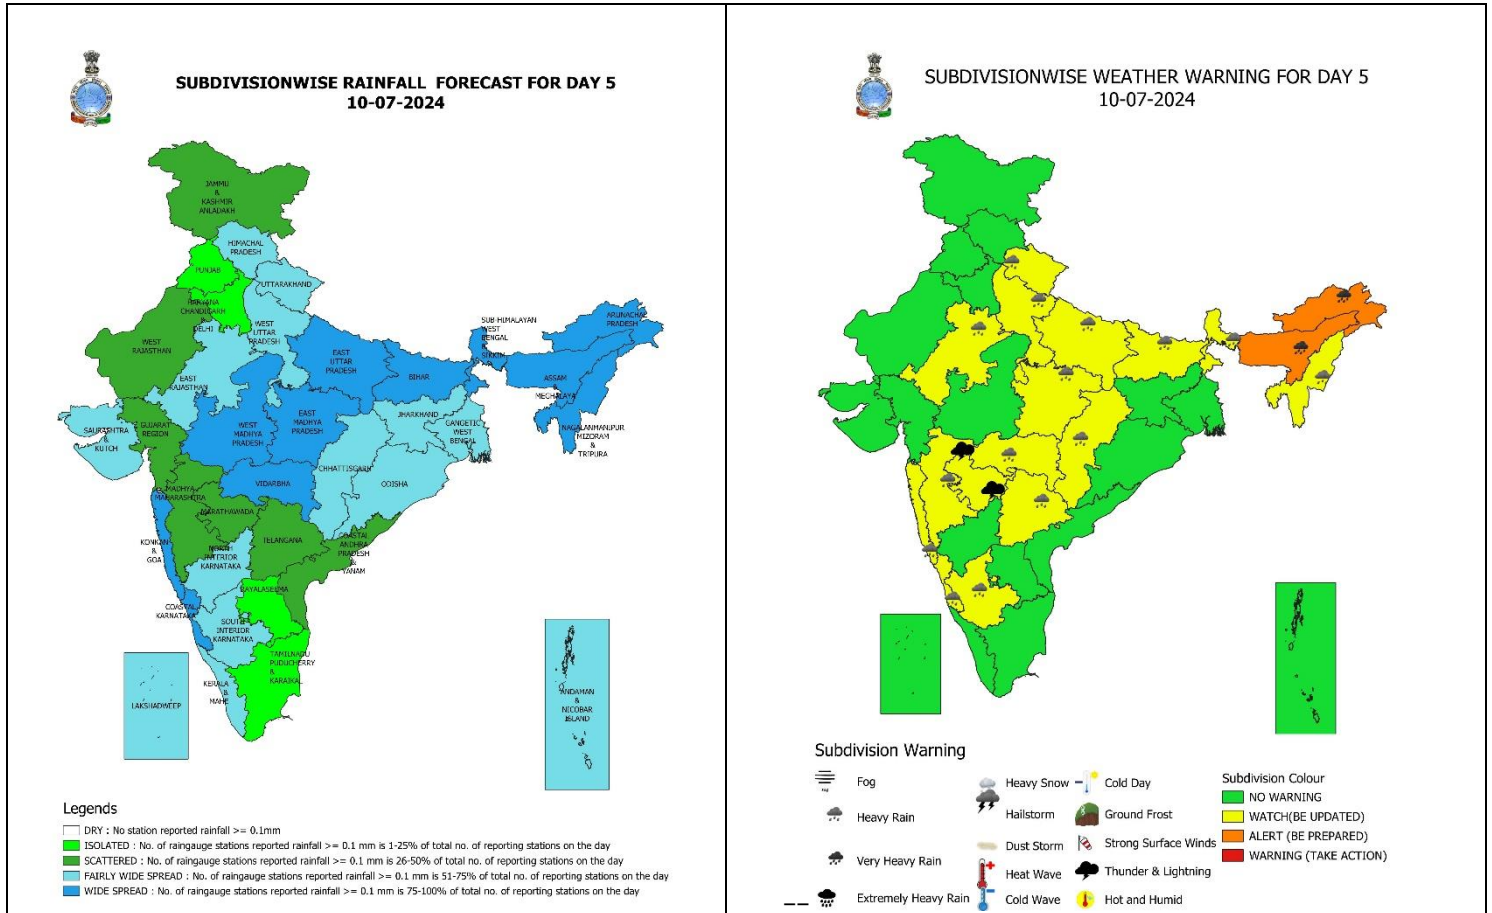 SUBDIVISIONWISE RAINFALL FORECAST FOR DAY 5
10-07-2024
JAMMU
&
KASHMIR
ANLADAKH
HIMACHAL
PRADESH
PUNJAB
UTTARAKHAND
HARYANA
CHANDIGARH
&
DELHI
WEST
UTTAR
PRADESH
SUB-HIMALAYAN
WEST
BENGAL
&
SIKKIM
ARUNACHAL
PRADESH
WEST
RAJASTHAN
EAST
UTTAR
PRADESH
BIHAR
EAST
RAJASTHAN
ASSAM
&
MEGHALAYA
SAURASHTRA
&
KUTCH
GUJARAT
REGION
WEST
MADHYA
PRADESH
EAST
MADHYA
PRADESH
JHARKHAND
GANGETIC
WEST
BENGAL
NAGALANMANIPUR
MIZORAM
&
TRIPURA
CHHATTISGARH
ODISHA
VIDARBHA
MADHYA
MAHARASHTRA
MARATHAWADA
KONKAN
&
GOA
NORTH
INTERIOR
KARNATAKA
TELANGANA
COASTAL
ANDHRA
PRADESH
&
YANAM
RAYALASEEMA
COASTAL
KARNATAKA
SOUTH
INTERIOR
KARNATAKA
TAMILNADU
PUDUCHERRY
&
KARAIKAL
KERALA
&
MAHE
LAKSHADWEEP
ANDAMAN
&
NICOBAR
ISLAND
Legends
DRY : No station reported rainfall >= 0.1mm
ISOLATED : No. of raingauge stations reported rainfall >= 0.1 mm is 1-25% of total no. of reporting stations on the day
SCATTERED : No. of raingauge stations reported rainfall >= 0.1 mm is 26-50% of total no. of reporting stations on the day
FAIRLY WIDE SPREAD : No. of raingauge stations reported rainfall >= 0.1 mm is 51-75% of total no. of reporting stations on the day
WIDE SPREAD : No. of raingauge stations reported rainfall >= 0.1 mm is 75-100% of total no. of reporting stations on the day
SUBDIVISIONWISE WEATHER WARNING FOR DAY 5
10-07-2024
Subdivision Warning
Fog
Heavy Rain
Very Heavy Rain
Extremely Heavy Rain
Heavy Snow
Hailstorm
Dust Storm
Heat Wave
Cold Wave
Cold Day
Ground Frost
Strong Surface Winds
Thunder & Lightning
Hot and Humid
Subdivision Colour
NO WARNING
WATCH(BE UPDATED)
ALERT (BE PREPARED)
WARNING (TAKE ACTION)